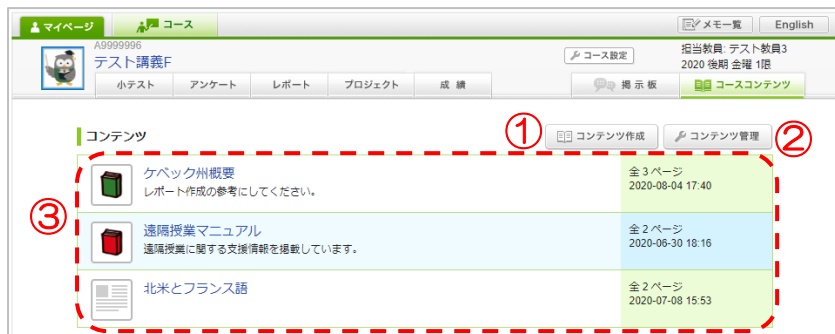 マイページ
コース
メモ一覧
English
A9999996
テスト講義F
コース設定
担当教員: テスト教員3
2020 後期 金曜 1限
小テスト
アンケート
レポート
プロジェクト
成績
掲示板
コースコンテンツ
コンテンツ
①
コンテンツ作成
コンテンツ管理
②
③
ケベック州概要
レポート作成の参考にしてください。
全 3 ページ
2020-08-04 17:40
遠隔授業マニュアル
遠隔授業に関する支援情報を掲載しています。
全 2 ページ
2020-06-30 18:16
北米とフランス語
全 2 ページ
2020-07-08 15:53